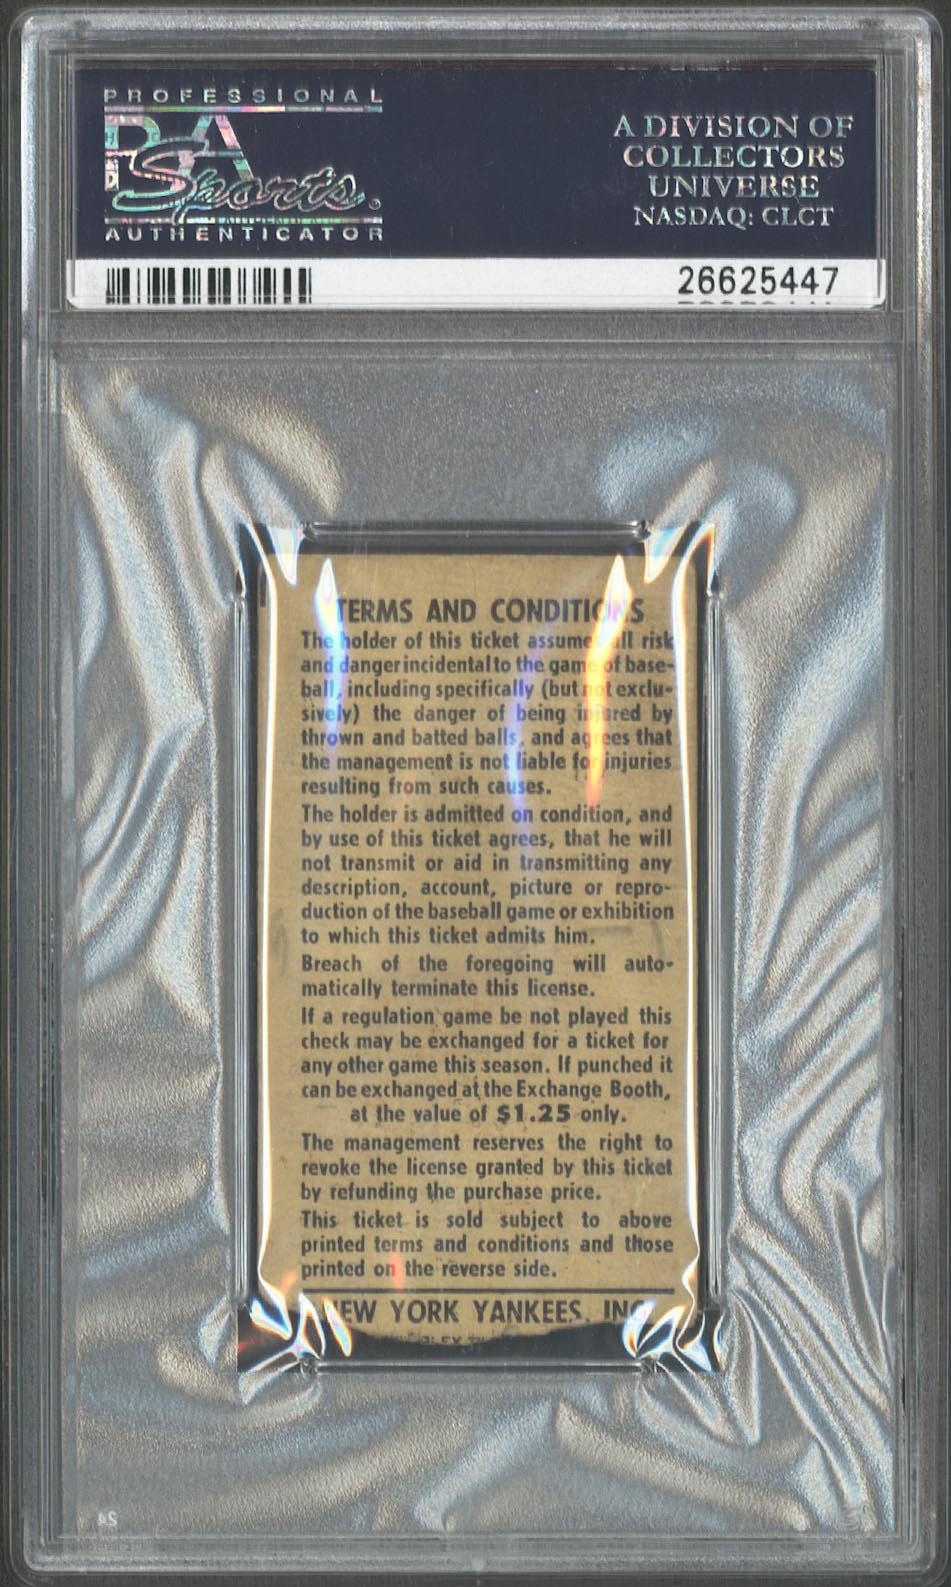 PROFESSIONAL
PSA
Sports
AUTHENTICATOR
A DIVISION OF
COLLECTORS
UNIVERSE
NASDAQ: CLCT
26625447
TERMS AND CONDITIONS
The holder of this ticket assumes all risk
and danger incidental to the game of base-
ball, including specifically (but not exclu-
sively) the danger of being injured by
thrown and batted balls, and agrees that
the management is not liable for injuries
resulting from such causes.
The holder is admitted on condition, and
by use of this ticket agrees, that he will
not transmit or aid in transmitting any
description, account, picture or repro-
duction of the baseball game or exhibition
to which this ticket admits him.
Breach of the foregoing will auto-
matically terminate this license.
If a regulation game be not played this
check may be exchanged for a ticket for
any other game this season. If punched it
can be exchanged at the Exchange Booth,
at the value of $1.25 only.
The management reserves the right to
revoke the license granted by this ticket
by refunding the purchase price.
This ticket is sold subject to above
printed terms and conditions and those
printed on the reverse side.
NEW YORK YANKEES, INC.
24